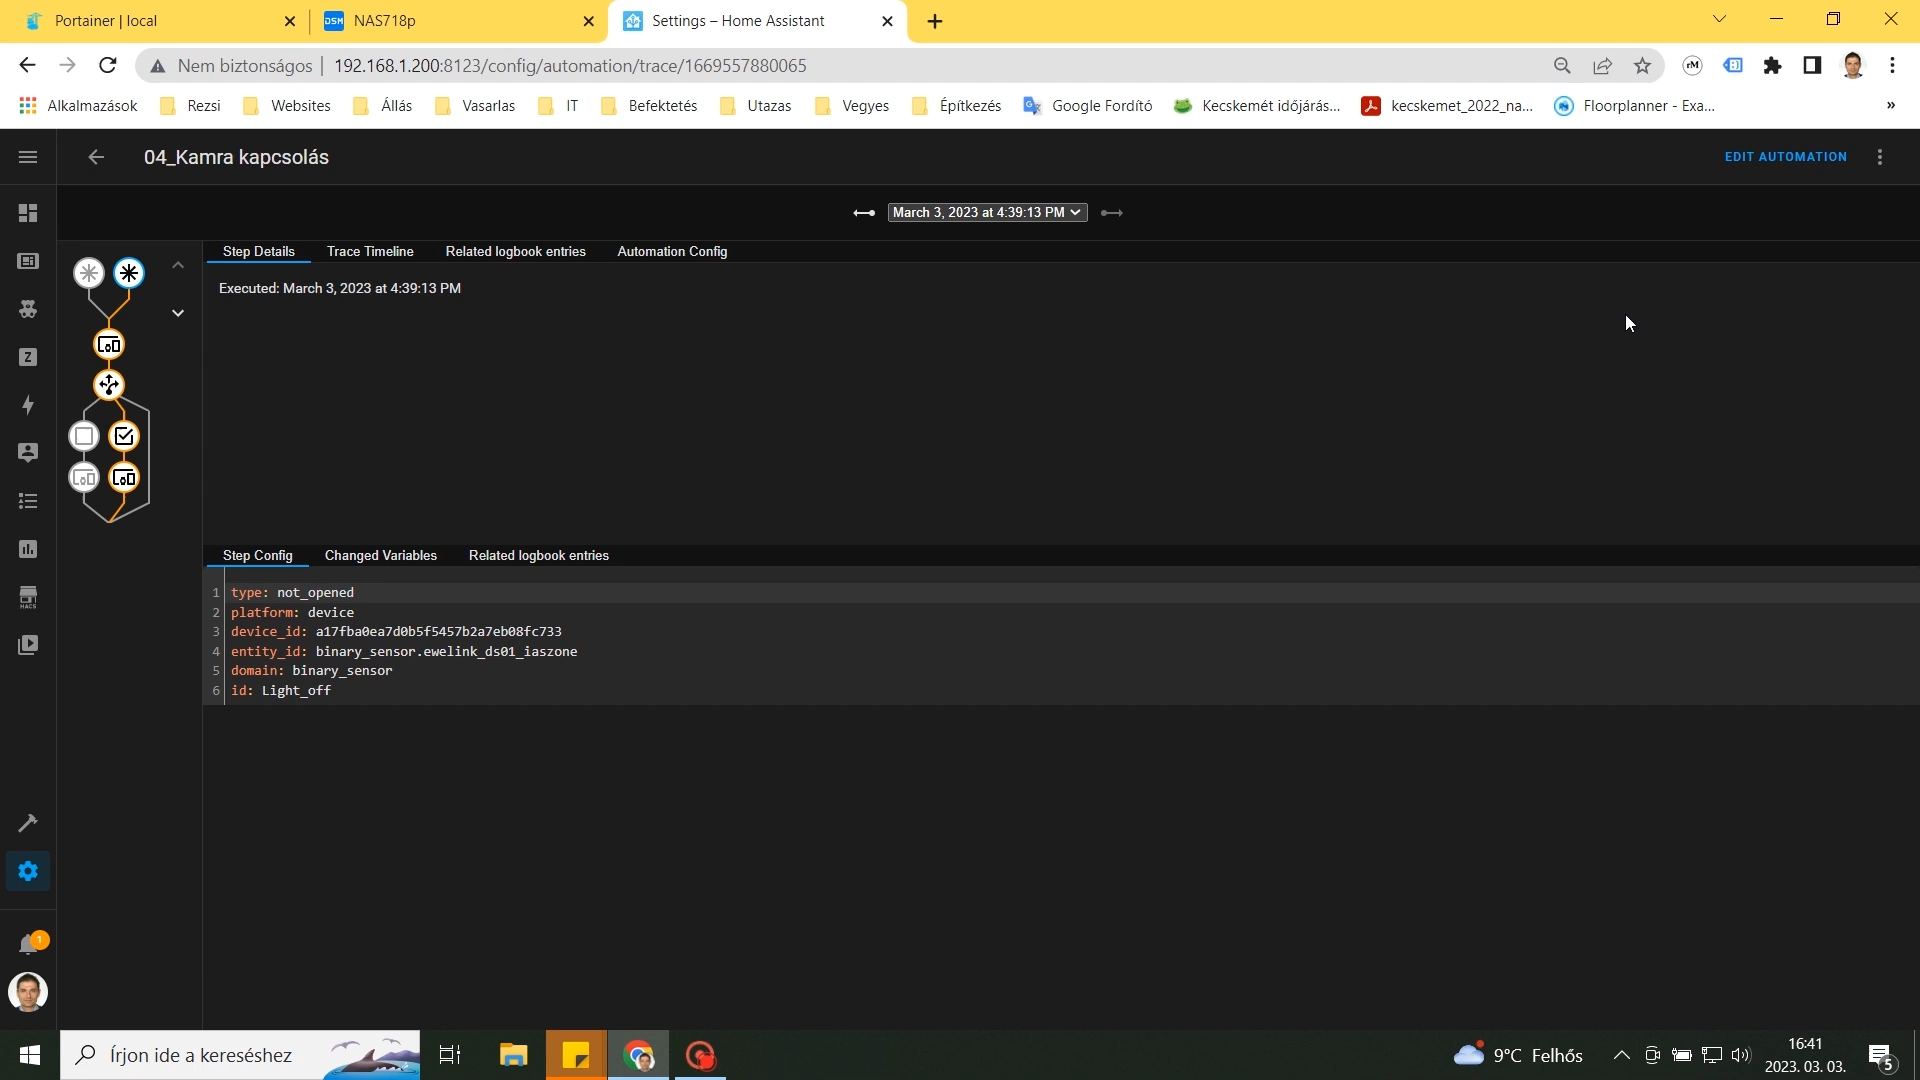 Portainer | local
DSM NAS718p
Settings – Home Assistant
Nem biztonságos | 192.168.1.200:8123/config/automation/trace/1669557880065
rM
Alkalmazások
Rezsi
Websites
Állás
Vasarlas
IT
Befektetés
Utazas
Vegyes
Építkezés
Google Fordító
Kecskemét időjárás...
kecskemet_2022_na...
Floorplanner - Exa...
»
04_Kamra kapcsolás
EDIT AUTOMATION
March 3, 2023 at 4:39:13 PM
Step Details
Trace Timeline
Related logbook entries
Automation Config
Executed: March 3, 2023 at 4:39:13 PM
Z
HACS
Step Config
Changed Variables
Related logbook entries
1 type: not_opened
2 platform: device
3 device_id: a17fba0ea7d0b5f5457b2a7eb08fc733
4 entity_id: binary_sensor.ewelink_ds01_iaszone
5 domain: binary_sensor
6 id: Light_off
1
Írjon ide a kereséshez
9°C Felhős
16:41
2023. 03. 03.
5